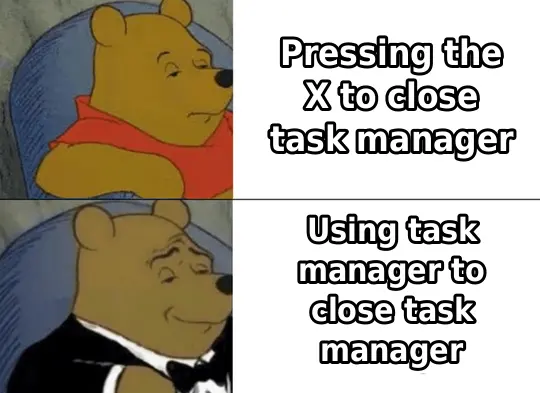 Pressing the
X to close
task manager
Using task
manager to
close task
manager